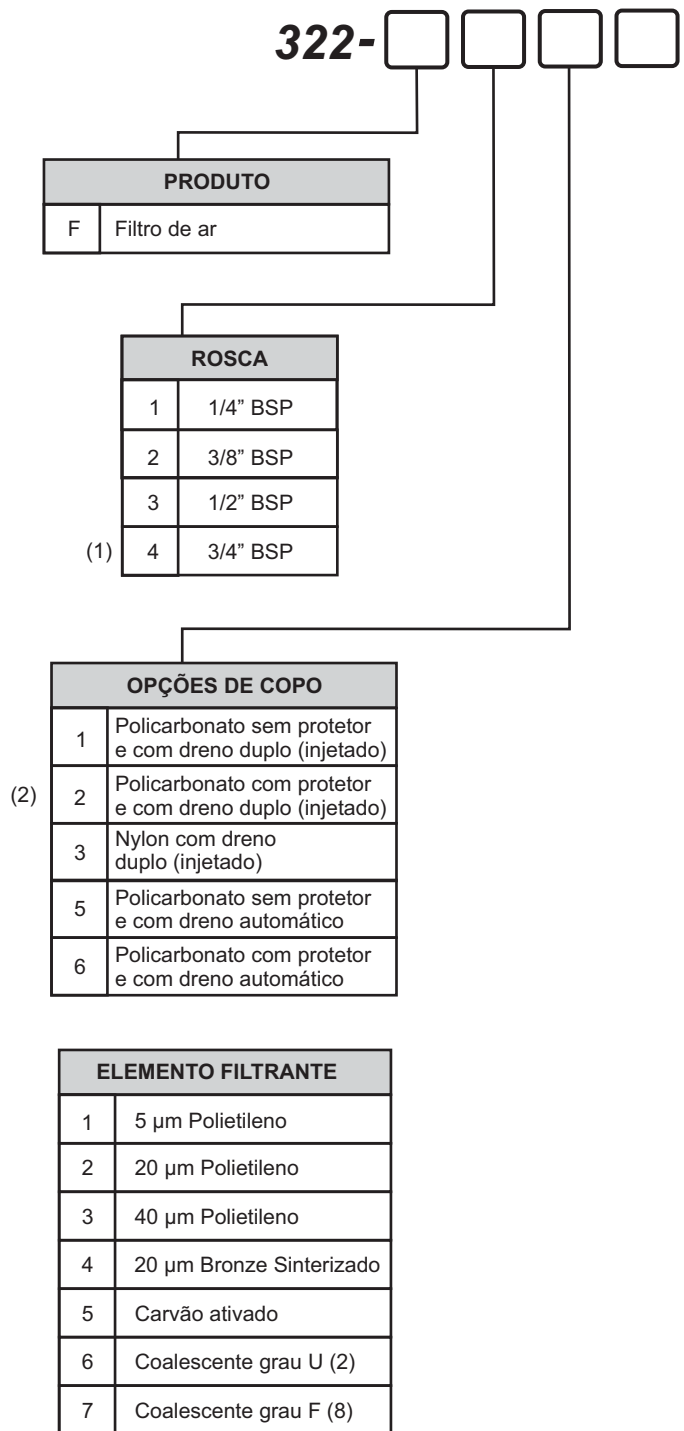 322-
PRODUTO
F Filtro de ar
ROSCA
1 1/4” BSP
2 3/8” BSP
3 1/2” BSP
(1) 4 3/4” BSP
OPÇÕES DE COPO
1 Policarbonato sem protetor
e com dreno duplo (injetado)
(2) 2 Policarbonato com protetor
e com dreno duplo (injetado)
3 Nylon com dreno
duplo (injetado)
5 Policarbonato sem protetor
e com dreno automático
6 Policarbonato com protetor
e com dreno automático
ELEMENTO FILTRANTE
1 5 µm Polietileno
2 20 µm Polietileno
3 40 µm Polietileno
4 20 µm Bronze Sinterizado
5 Carvão ativado
6 Coalescente grau U (2)
7 Coalescente grau F (8)